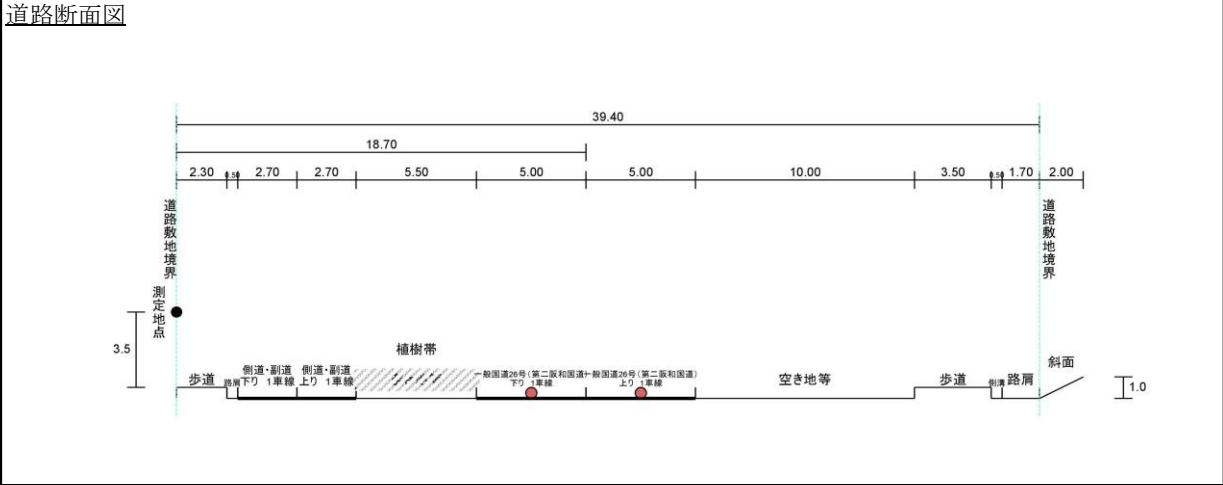 道路断面図
39.40
18.70
2.30 0.50 2.70 2.70 5.50 5.00 5.00 10.00 3.50 0.50 1.70 2.00
道路敷地境界
道路敷地境界
測定地点
3.5
植樹帯
歩道
路肩
側道・副道
下り 1車線
側道・副道
上り 1車線
一般国道26号(第二阪和国道)
下り 1車線
一般国道26号(第二阪和国道)
上り 1車線
空き地等
歩道
側溝
路肩
斜面
1.0